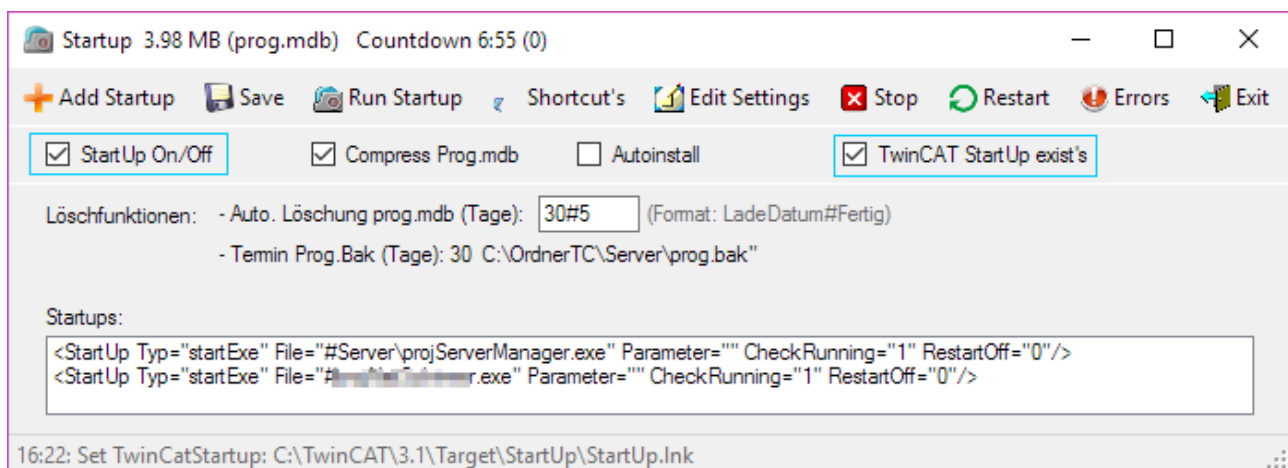 Startup 3.98 MB (prog.mdb) Countdown 6:55 (0)
Add Startup Save Run Startup Shortcut's Edit Settings Stop Restart Errors Exit
StartUp On/Off Compress Prog.mdb Autoinstall TwinCAT StartUp exist's
Löschfunktionen: - Auto. Löschung prog.mdb (Tage): 30#5 (Format: LadeDatum#Fertig)
- Termin Prog.Bak (Tage): 30 C:\OrdnerTC\Server\prog.bak"
Startups:
<StartUp Typ="startExe" File="#Server\projServerManager.exe" Parameter="" CheckRunning="1" RestartOff="0"/>
<StartUp Typ="startExe" File="# r.exe" Parameter="" CheckRunning="1" RestartOff="0"/>
16:22: Set TwinCatStartup: C:\TwinCAT\3.1\Target\StartUp\StartUp.lnk